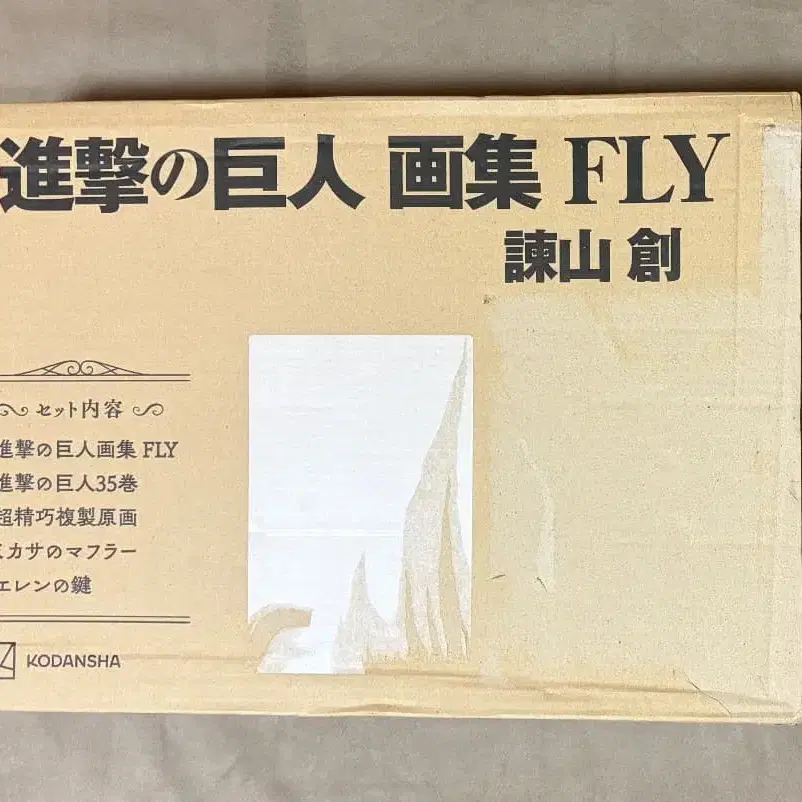 進撃の巨人 画集 FLY
諫山 創
セット内容
進撃の巨人画集 FLY
進撃の巨人35巻
超精巧複製原画
ミカサのマフラー
エレンの鍵
KODANSHA